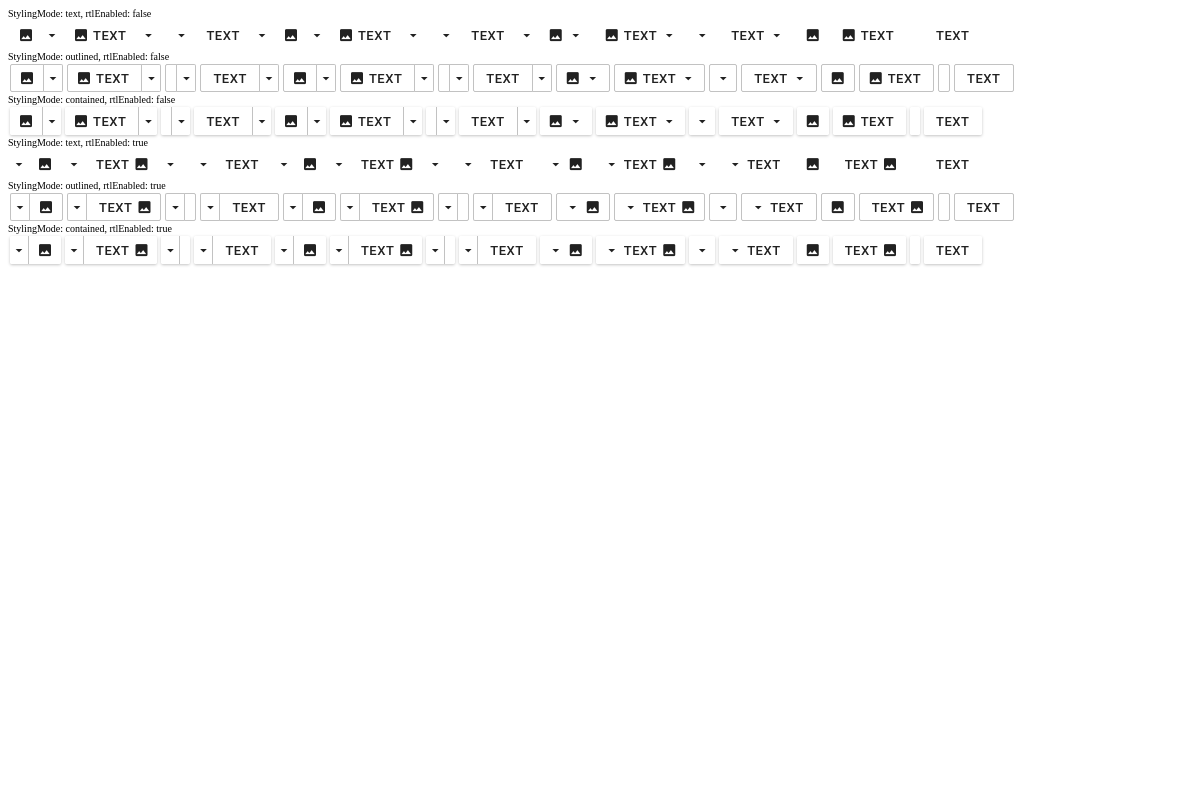 StylingMode: text, rtlEnabled: false
TEXT TEXT TEXT TEXT TEXT TEXT TEXT TEXT
StylingMode: outlined, rtlEnabled: false
TEXT TEXT TEXT TEXT TEXT TEXT TEXT TEXT
StylingMode: contained, rtlEnabled: false
TEXT TEXT TEXT TEXT TEXT TEXT TEXT TEXT
StylingMode: text, rtlEnabled: true
TEXT TEXT TEXT TEXT TEXT TEXT TEXT TEXT
StylingMode: outlined, rtlEnabled: true
TEXT TEXT TEXT TEXT TEXT TEXT TEXT TEXT
StylingMode: contained, rtlEnabled: true
TEXT TEXT TEXT TEXT TEXT TEXT TEXT TEXT